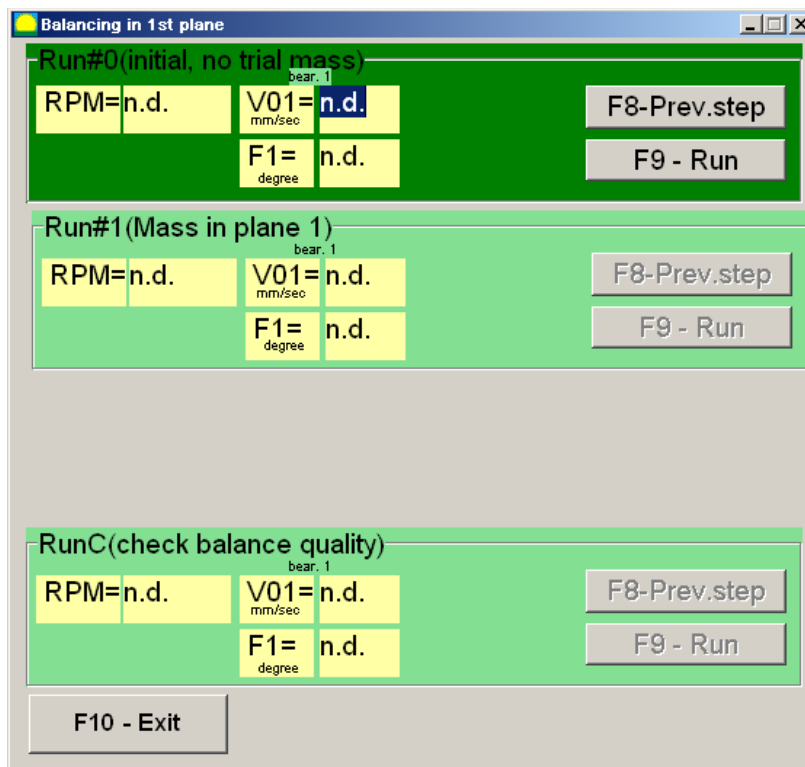 Balancing in 1st plane
Run#0(initial, no trial mass)
bear. 1
RPM= n.d. V01= n.d. F8-Prev.step
mm/sec
F1= n.d. F9 - Run
degree
Run#1(Mass in plane 1)
bear. 1
RPM= n.d. V01= n.d. F8-Prev.step
mm/sec
F1= n.d. F9 - Run
degree
RunC(check balance quality)
bear. 1
RPM= n.d. V01= n.d. F8-Prev.step
mm/sec
F1= n.d. F9 - Run
degree
F10 - Exit